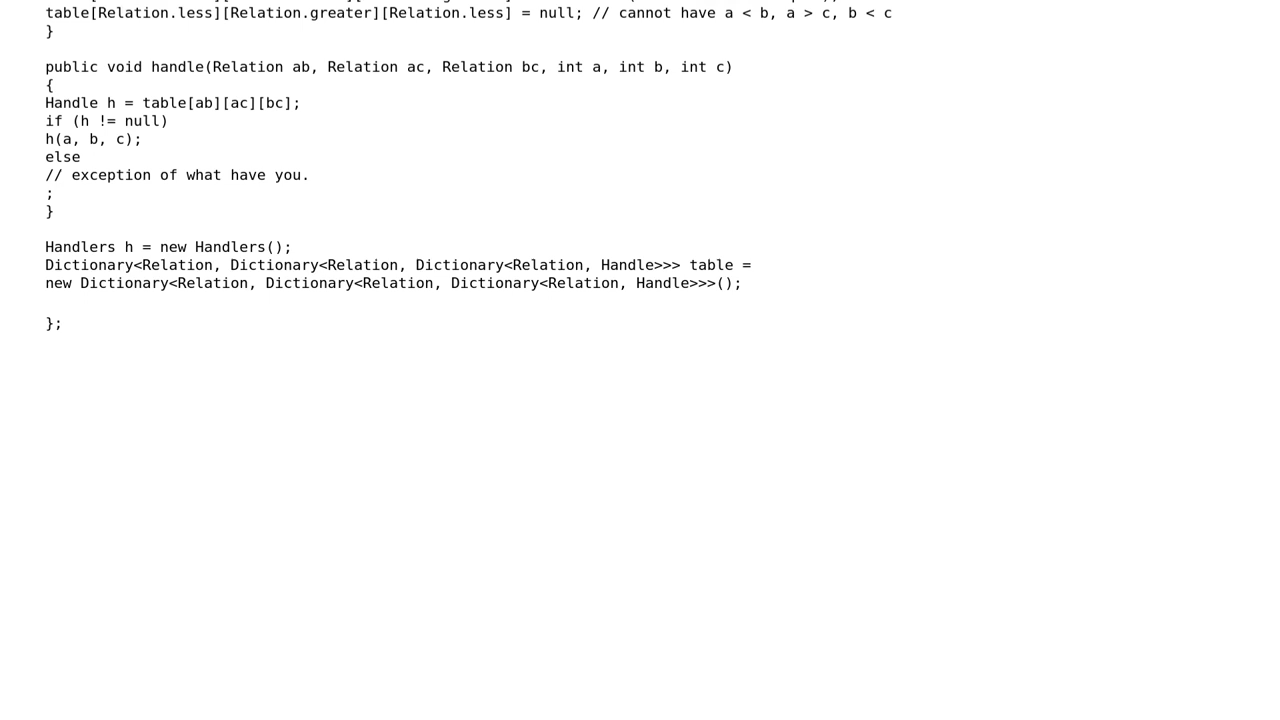 table[Relation.less][Relation.greater][Relation.less] = null; // cannot have a < b, a > c, b < c
}
public void handle(Relation ab, Relation ac, Relation bc, int a, int b, int c)
{
Handle h = table[ab][ac][bc];
if (h != null)
h(a, b, c);
else
// exception of what have you.
;
}
Handlers h = new Handlers();
Dictionary<Relation, Dictionary<Relation, Dictionary<Relation, Handle>>> table =
new Dictionary<Relation, Dictionary<Relation, Dictionary<Relation, Handle>>>();
};